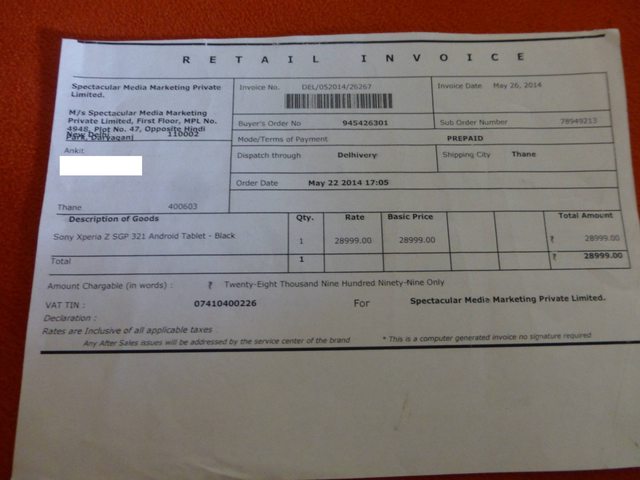 RETAIL INVOICE
Spectacular Media Marketing Private
Limited.
M/s Spectacular Media Marketing
Private Limited, First Floor, MPL No.
4948, Plot No. 47, Opposite Hindi
Park, Daryaganj
New Delhi 110002
Ankit
Thane 400603
Invoice No. DEL/052014/26267
Invoice Date May 26, 2014
Buyer's Order No 945426301
Sub Order Number 78949213
Mode/Terms of Payment PREPAID
Dispatch through Delhivery
Shipping City Thane
Order Date May 22 2014 17:05
Description of Goods Qty. Rate Basic Price Total Amount
Sony Xperia Z SGP 321 Android Tablet - Black 1 28999.00 28999.00 ₹ 28999.00
Total 1 ₹ 28999.00
Amount Chargable (in words) : ₹ Twenty-Eight Thousand Nine Hundred Ninety-Nine Only
VAT TIN : 07410400226 For Spectacular Media Marketing Private Limited.
Declaration :
Rates are Inclusive of all applicable taxes
Any After Sales issues will be addressed by the service center of the brand * This is a computer generated invoice no signature required